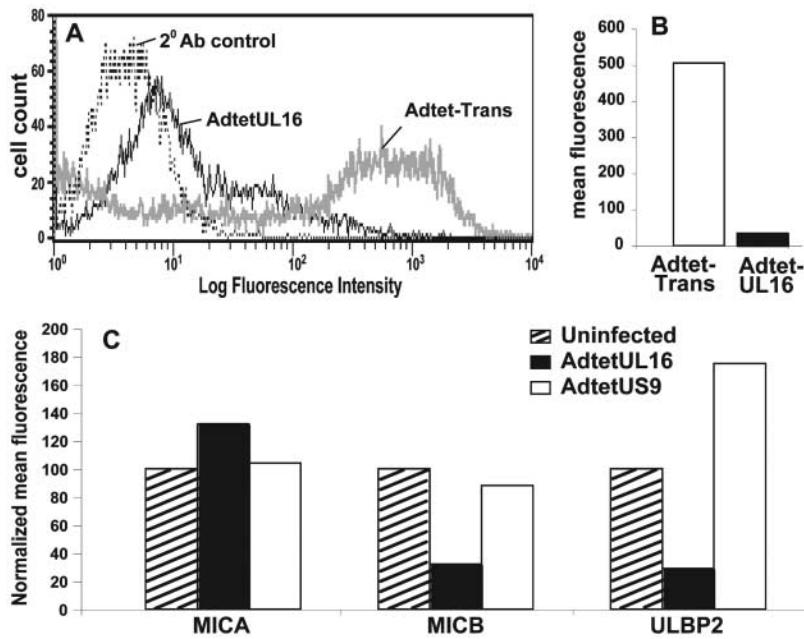 A
80
60
40
20
0
cell count
2⁰ Ab control
AdtetUL16
Adtet-Trans
10⁰ 10¹ 10² 10³ 10⁴
Log Fluorescence Intensity
B
600
500
400
300
200
100
0
mean fluorescence
Adtet- Adtet-
Trans UL16
C
200
180
160
140
120
100
80
60
40
20
0
Normalized mean fluorescence
Uninfected
AdtetUL16
AdtetUS9
MICA MICB ULBP2